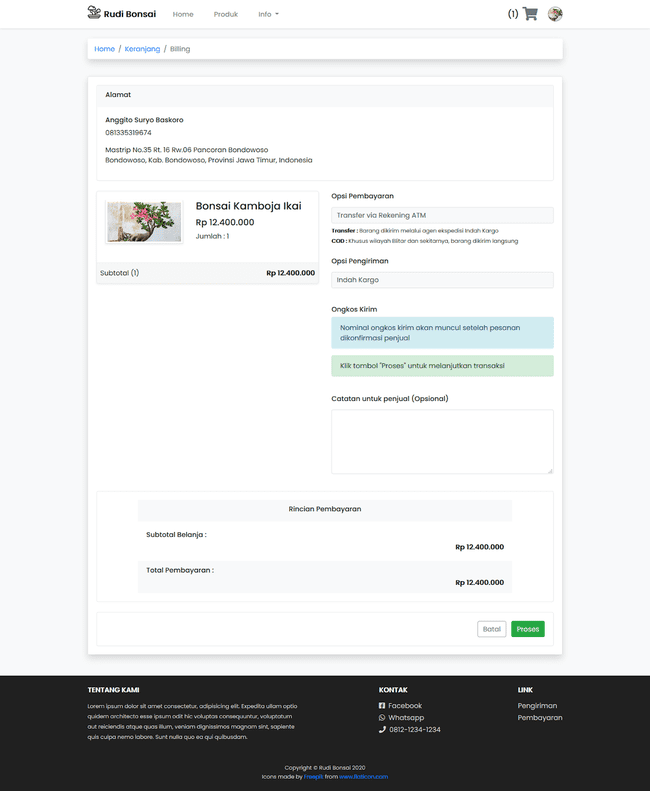 Rudi Bonsai
Home
Produk
Info
(1)
Home / Keranjang / Billing
Alamat
Anggito Suryo Baskoro
081335319674
Mastrip No.35 Rt. 16 Rw.06 Pancoran Bondowoso
Bondowoso, Kab. Bondowoso, Provinsi Jawa Timur, Indonesia
Bonsai Kamboja Ikai
Rp 12.400.000
Jumlah : 1
Subtotal (1)
Rp 12.400.000
Opsi Pembayaran
Transfer via Rekening ATM
Transfer : Barang dikirim melalui agen ekspedisi Indah Kargo
COD : Khusus wilayah Blitar dan sekitarnya, barang dikirim langsung
Opsi Pengiriman
Indah Kargo
Ongkos Kirim
Nominal ongkos kirim akan muncul setelah pesanan
dikonfirmasi penjual
Klik tombol "Proses" untuk melanjutkan transaksi
Catatan untuk penjual (Opsional)
Rincian Pembayaran
Subtotal Belanja :
Rp 12.400.000
Total Pembayaran :
Rp 12.400.000
Batal
Proses
TENTANG KAMI
Lorem ipsum dolor sit amet consectetur, adipisicing elit. Expedita ullam optio
quidem architecto esse ipsum odit hic voluptas consequuntur, voluptatum
aut reiciendis atque quas illum, veniam dignissimos magnam sint, sapiente
quis culpa nemo labore. Sunt nulla quo ea qui quibusdam.
KONTAK
Facebook
Whatsapp
0812-1234-1234
LINK
Pengiriman
Pembayaran
Copyright © Rudi Bonsai 2020
Icons made by Freepik from www.flaticon.com